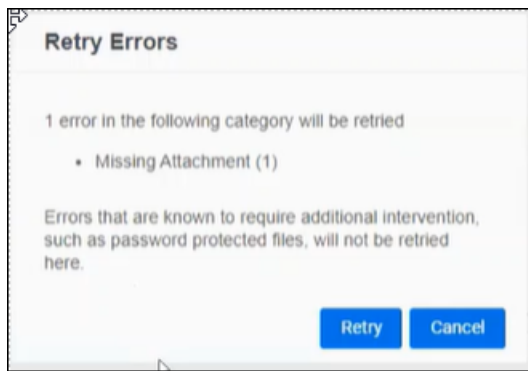 Retry Errors
1 error in the following category will be retried
• Missing Attachment (1)
Errors that are known to require additional intervention,
such as password protected files, will not be retried
here.
Retry Cancel